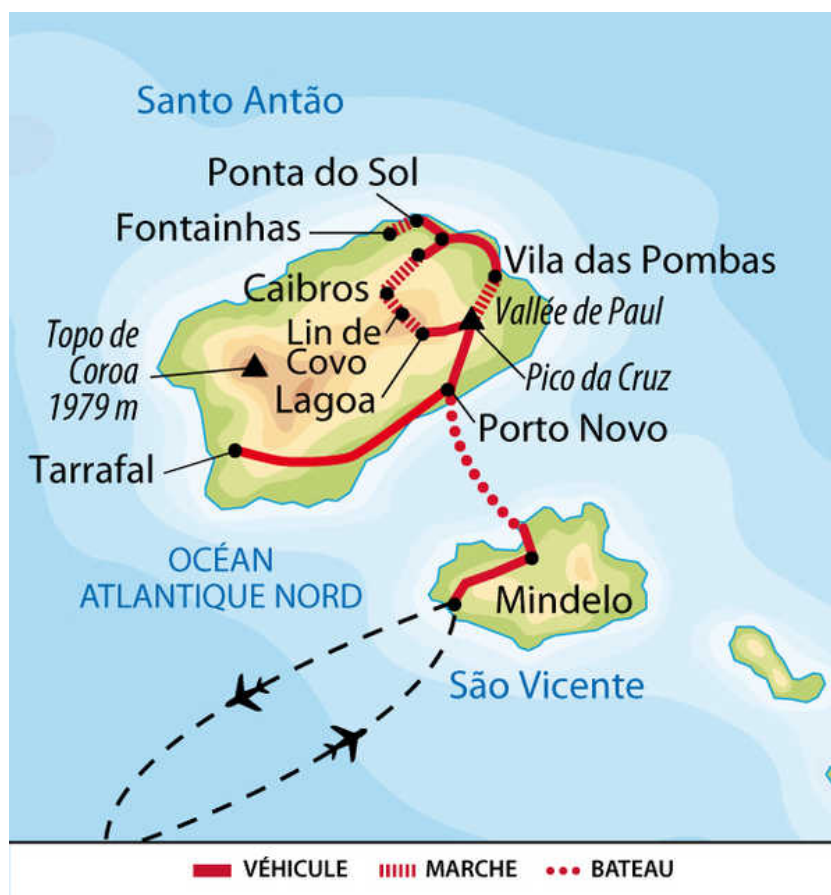 Santo Antão
Ponta do Sol
Fontainhas
Vila das Pombas
Caibros
Vallée de Paul
Topo de
Coroa
1979 m
Lin de
Covo
Pico da Cruz
Lagoa
Porto Novo
Tarrafal
OCÉAN
ATLANTIQUE NORD
Mindelo
São Vicente
VÉHICULE MARCHE BATEAU